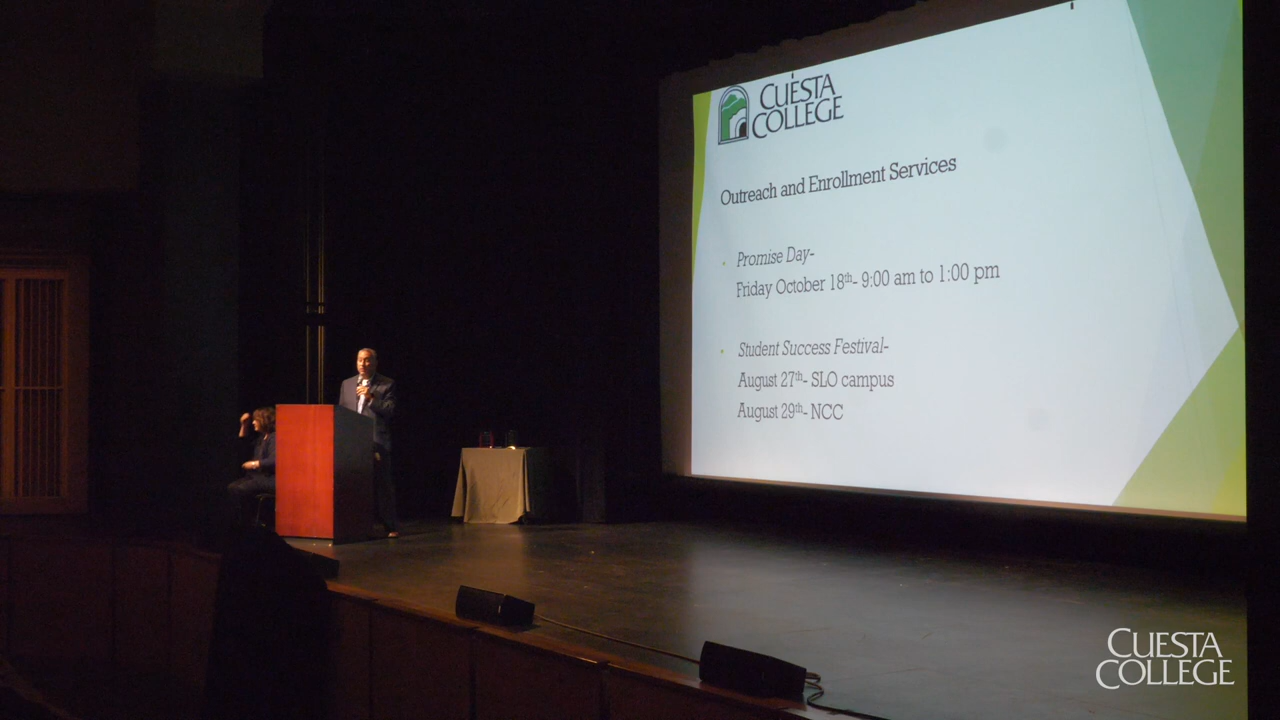 CUESTA
COLLEGE
Outreach and Enrollment Services
• Promise Day-
Friday October 18th- 9:00 am to 1:00 pm
• Student Success Festival-
August 27th- SLO campus
August 29th- NCC
CUESTA
COLLEGE